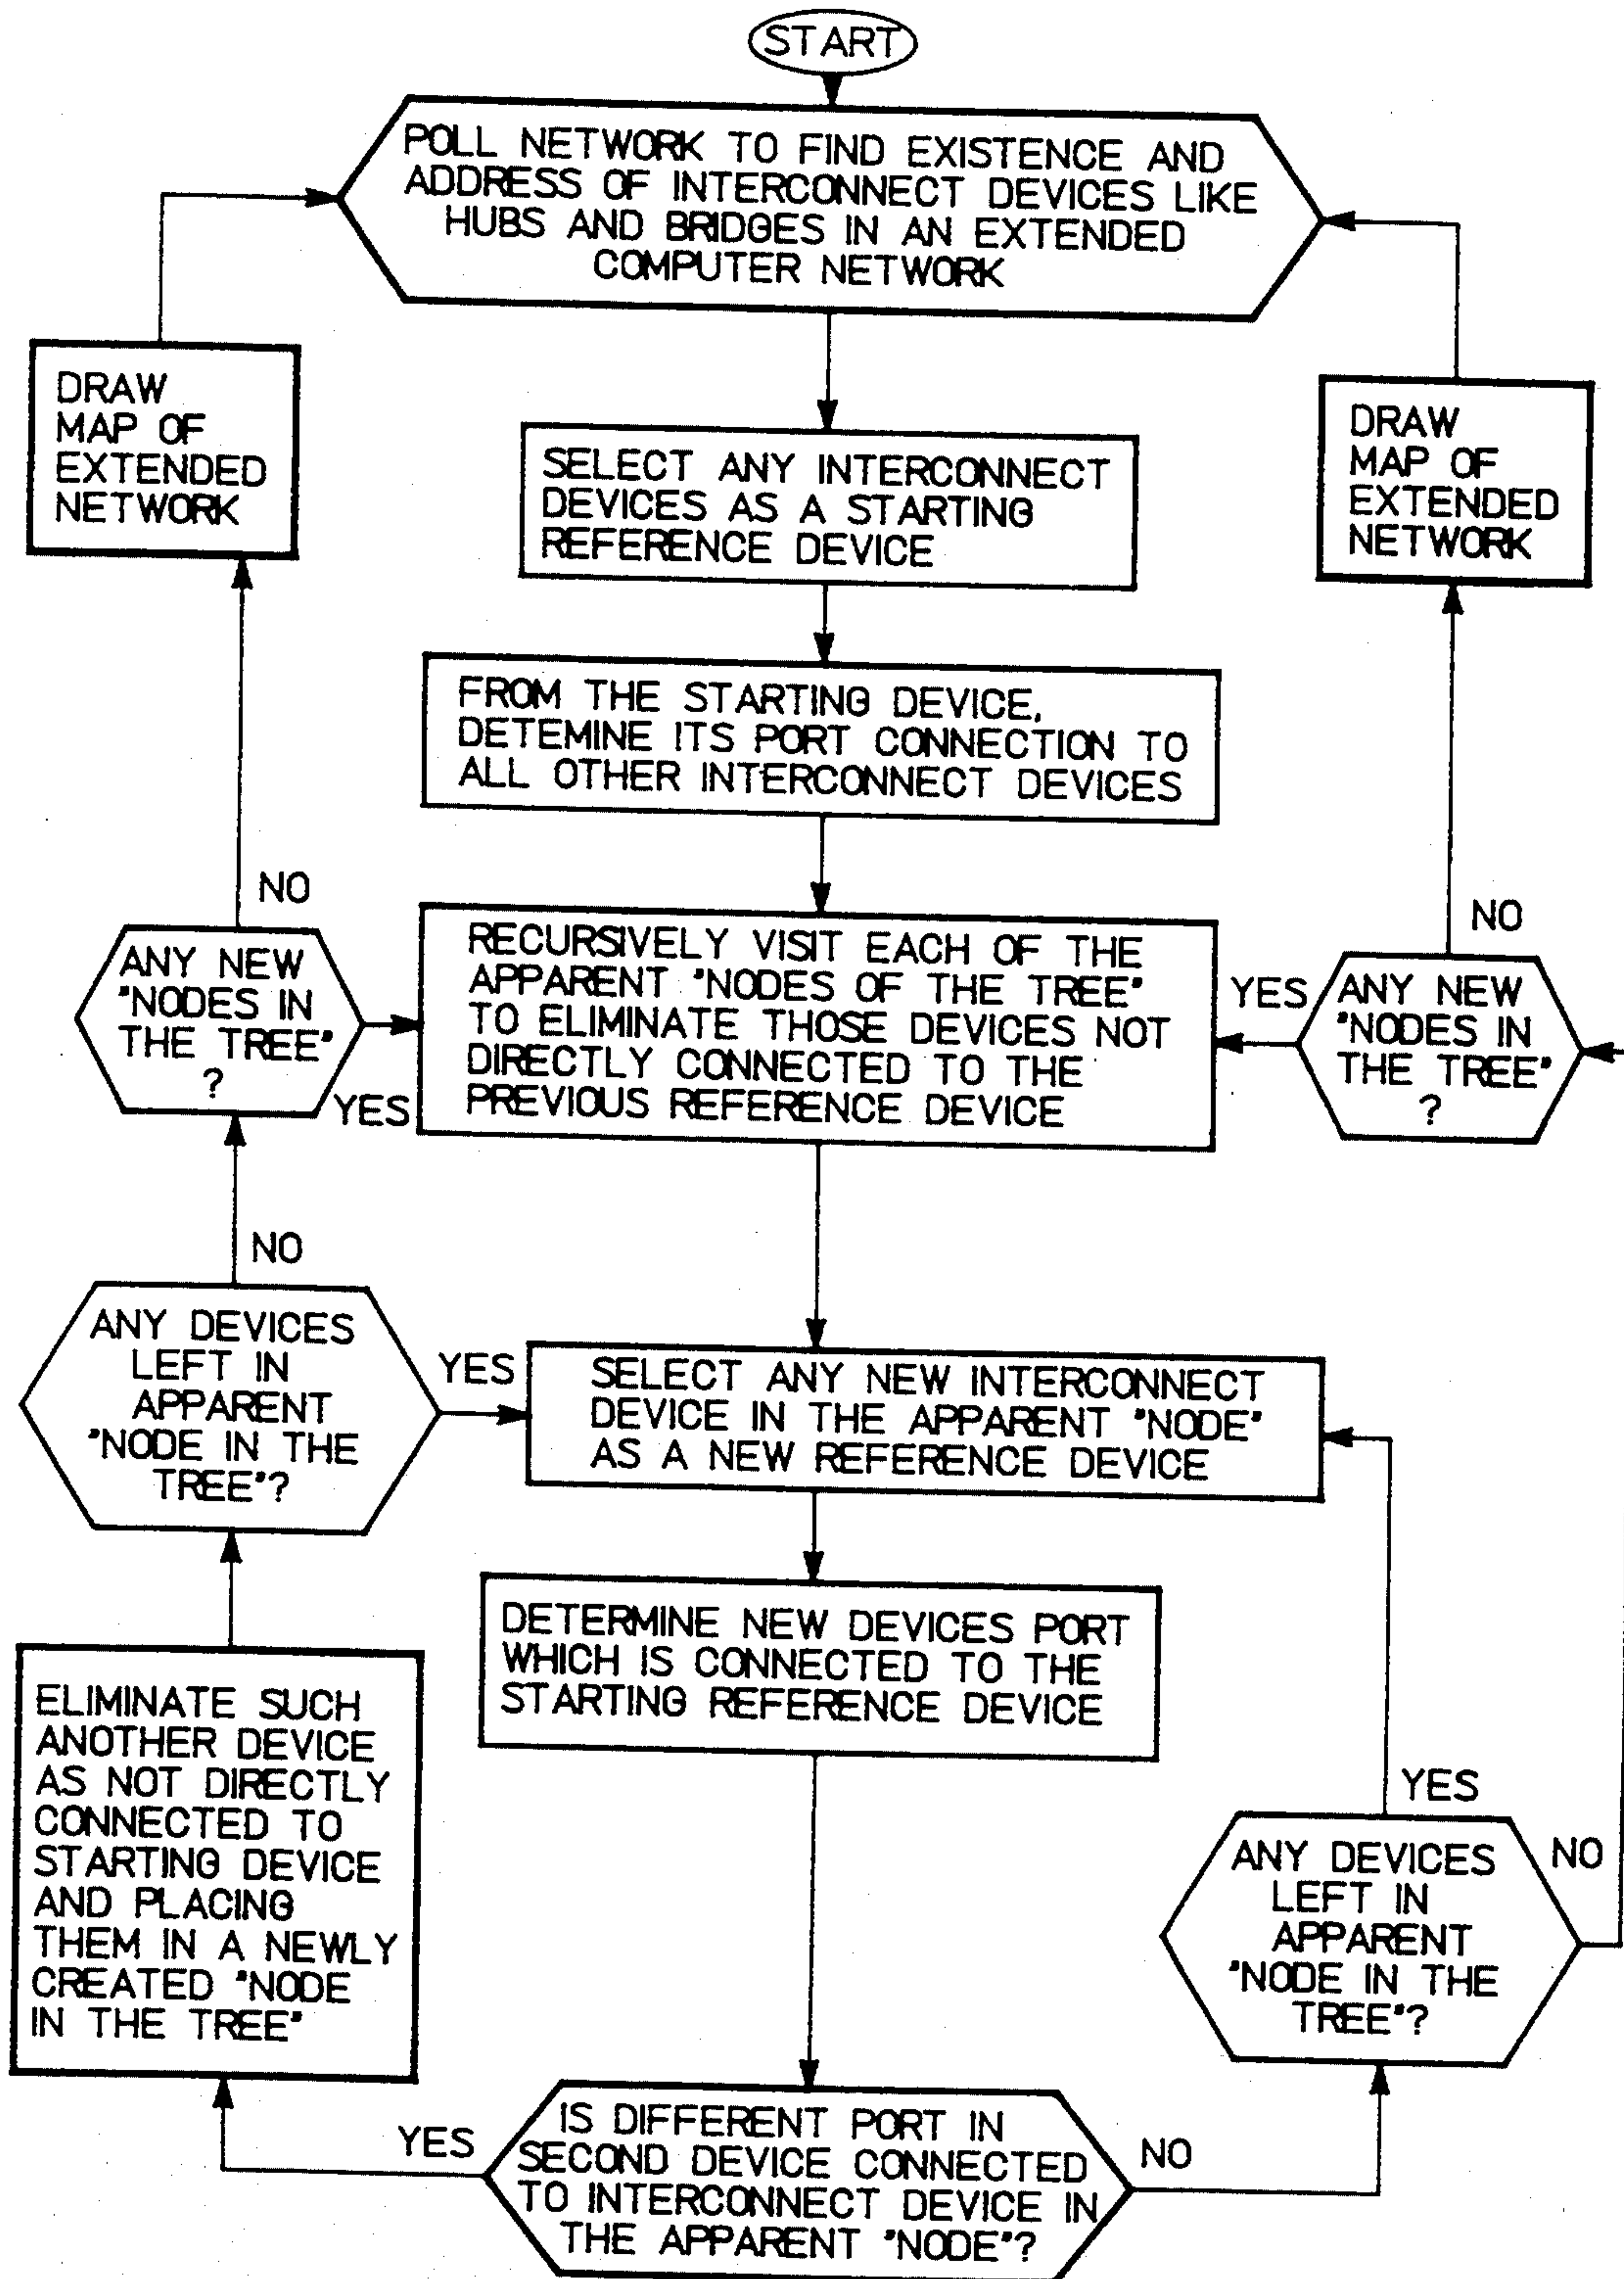 START
POLL NETWORK TO FIND EXISTENCE AND
ADDRESS OF INTERCONNECT DEVICES LIKE
HUBS AND BRIDGES IN AN EXTENDED
COMPUTER NETWORK
DRAW
MAP OF
EXTENDED
NETWORK
SELECT ANY INTERCONNECT
DEVICES AS A STARTING
REFERENCE DEVICE
DRAW
MAP OF
EXTENDED
NETWORK
FROM THE STARTING DEVICE,
DETEMINE ITS PORT CONNECTION TO
ALL OTHER INTERCONNECT DEVICES
NO
NO
ANY NEW
"NODES IN
THE TREE"
?
YES
RECURSIVELY VISIT EACH OF THE
APPARENT "NODES OF THE TREE"
TO ELIMINATE THOSE DEVICES NOT
DIRECTLY CONNECTED TO THE
PREVIOUS REFERENCE DEVICE
YES
ANY NEW
"NODES IN
THE TREE"
?
NO
ANY DEVICES
LEFT IN
APPARENT
"NODE IN THE
TREE"?
YES
SELECT ANY NEW INTERCONNECT
DEVICE IN THE APPARENT "NODE"
AS A NEW REFERENCE DEVICE
DETERMINE NEW DEVICES PORT
WHICH IS CONNECTED TO THE
STARTING REFERENCE DEVICE
ELIMINATE SUCH
ANOTHER DEVICE
AS NOT DIRECTLY
CONNECTED TO
STARTING DEVICE
AND PLACING
THEM IN A NEWLY
CREATED "NODE
IN THE TREE"
YES
ANY DEVICES
LEFT IN
APPARENT
"NODE IN THE
TREE"?
NO
YES
IS DIFFERENT PORT IN
SECOND DEVICE CONNECTED
TO INTERCONNECT DEVICE IN
THE APPARENT "NODE"?
NO